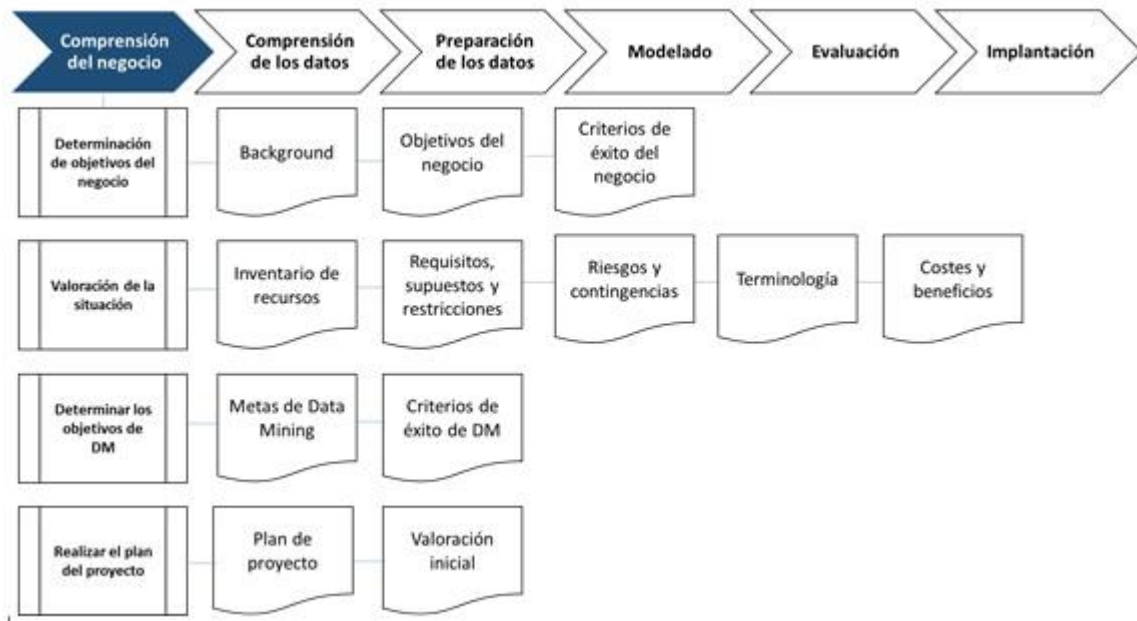 Comprensión
del negocio
Comprensión
de los datos
Preparación
de los datos
Modelado
Evaluación
Implantación
Determinación
de objetivos del
negocio
Background
Objetivos del
negocio
Criterios de
éxito del
negocio
Valoración de la
situación
Inventario de
recursos
Requisitos,
supuestos y
restricciones
Riesgos y
contingencias
Terminología
Costes y
beneficios
Determinar los
objetivos de
DM
Metas de Data
Mining
Criterios de
éxito de DM
Realizar el plan
del proyecto
Plan de
proyecto
Valoración
inicial